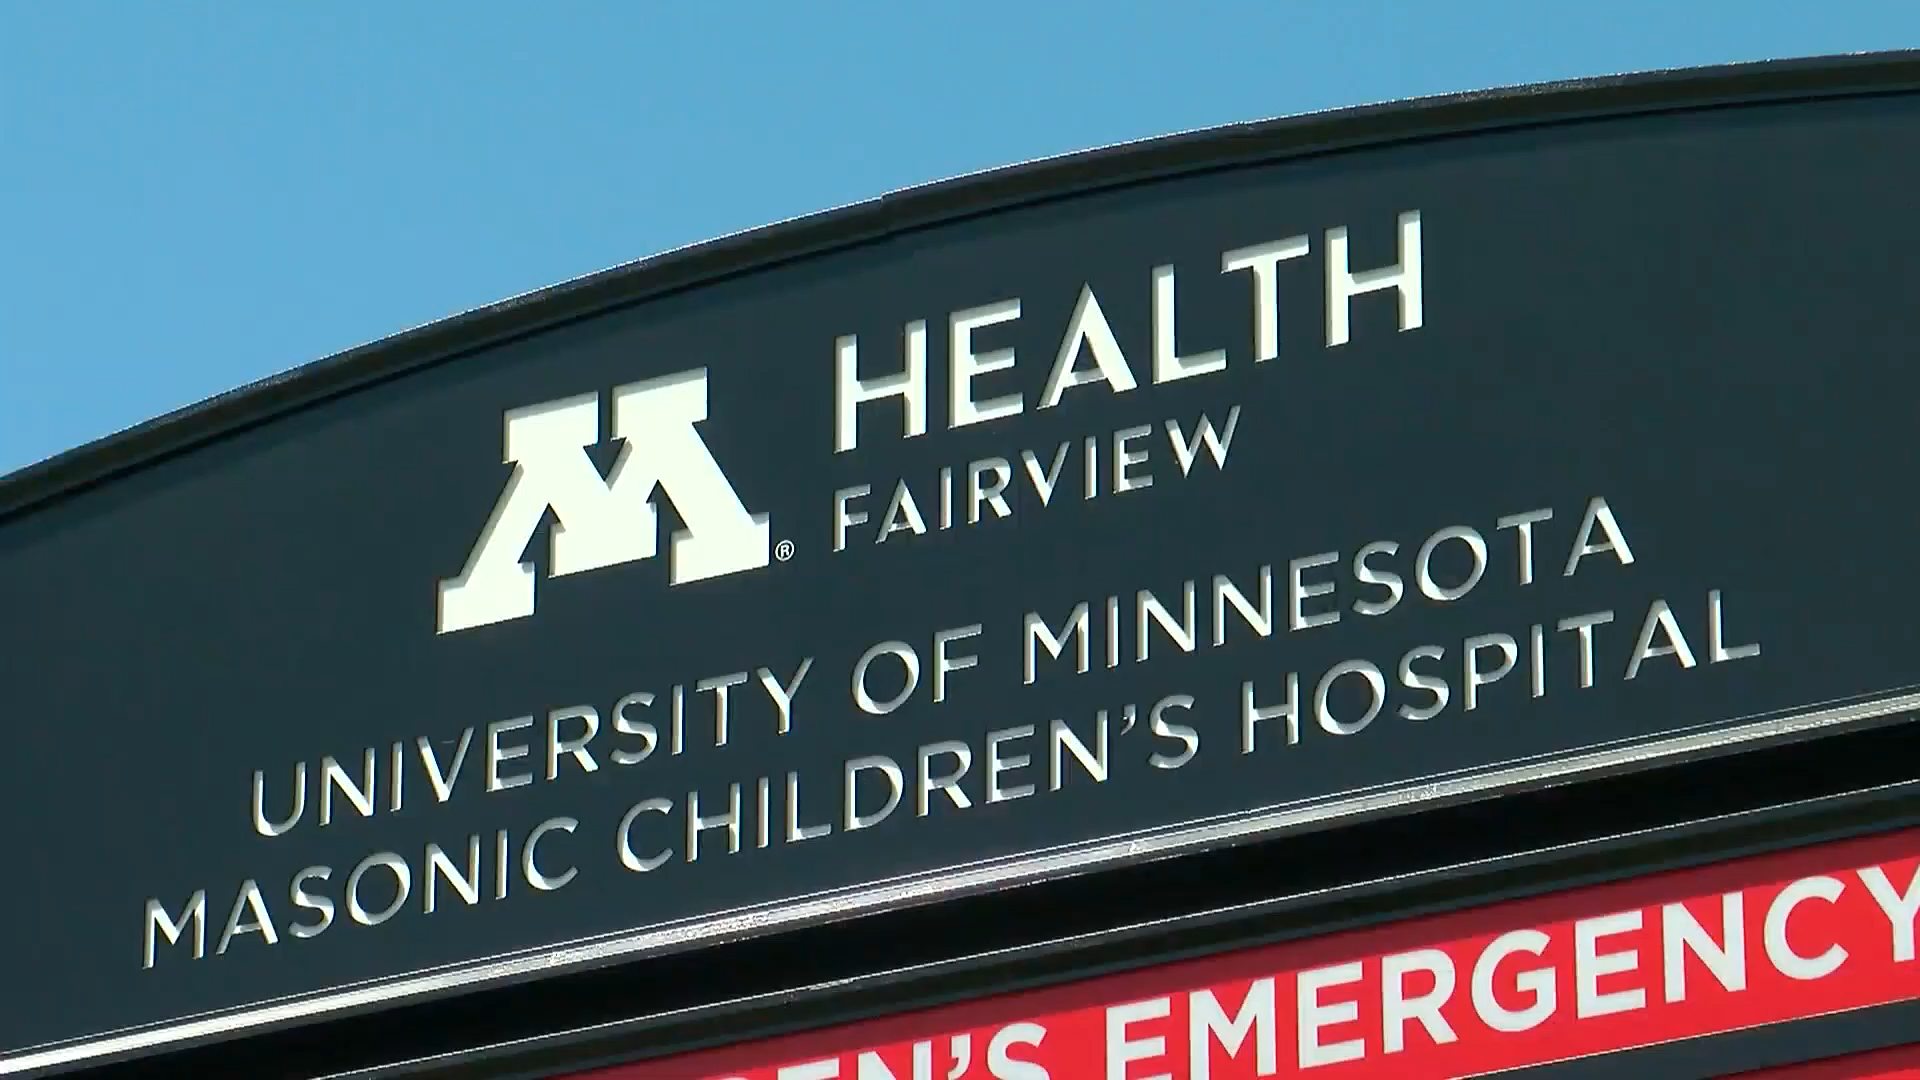 M® HEALTH
FAIRVIEW
UNIVERSITY OF MINNESOTA
MASONIC CHILDREN'S HOSPITAL
EMERGENCY